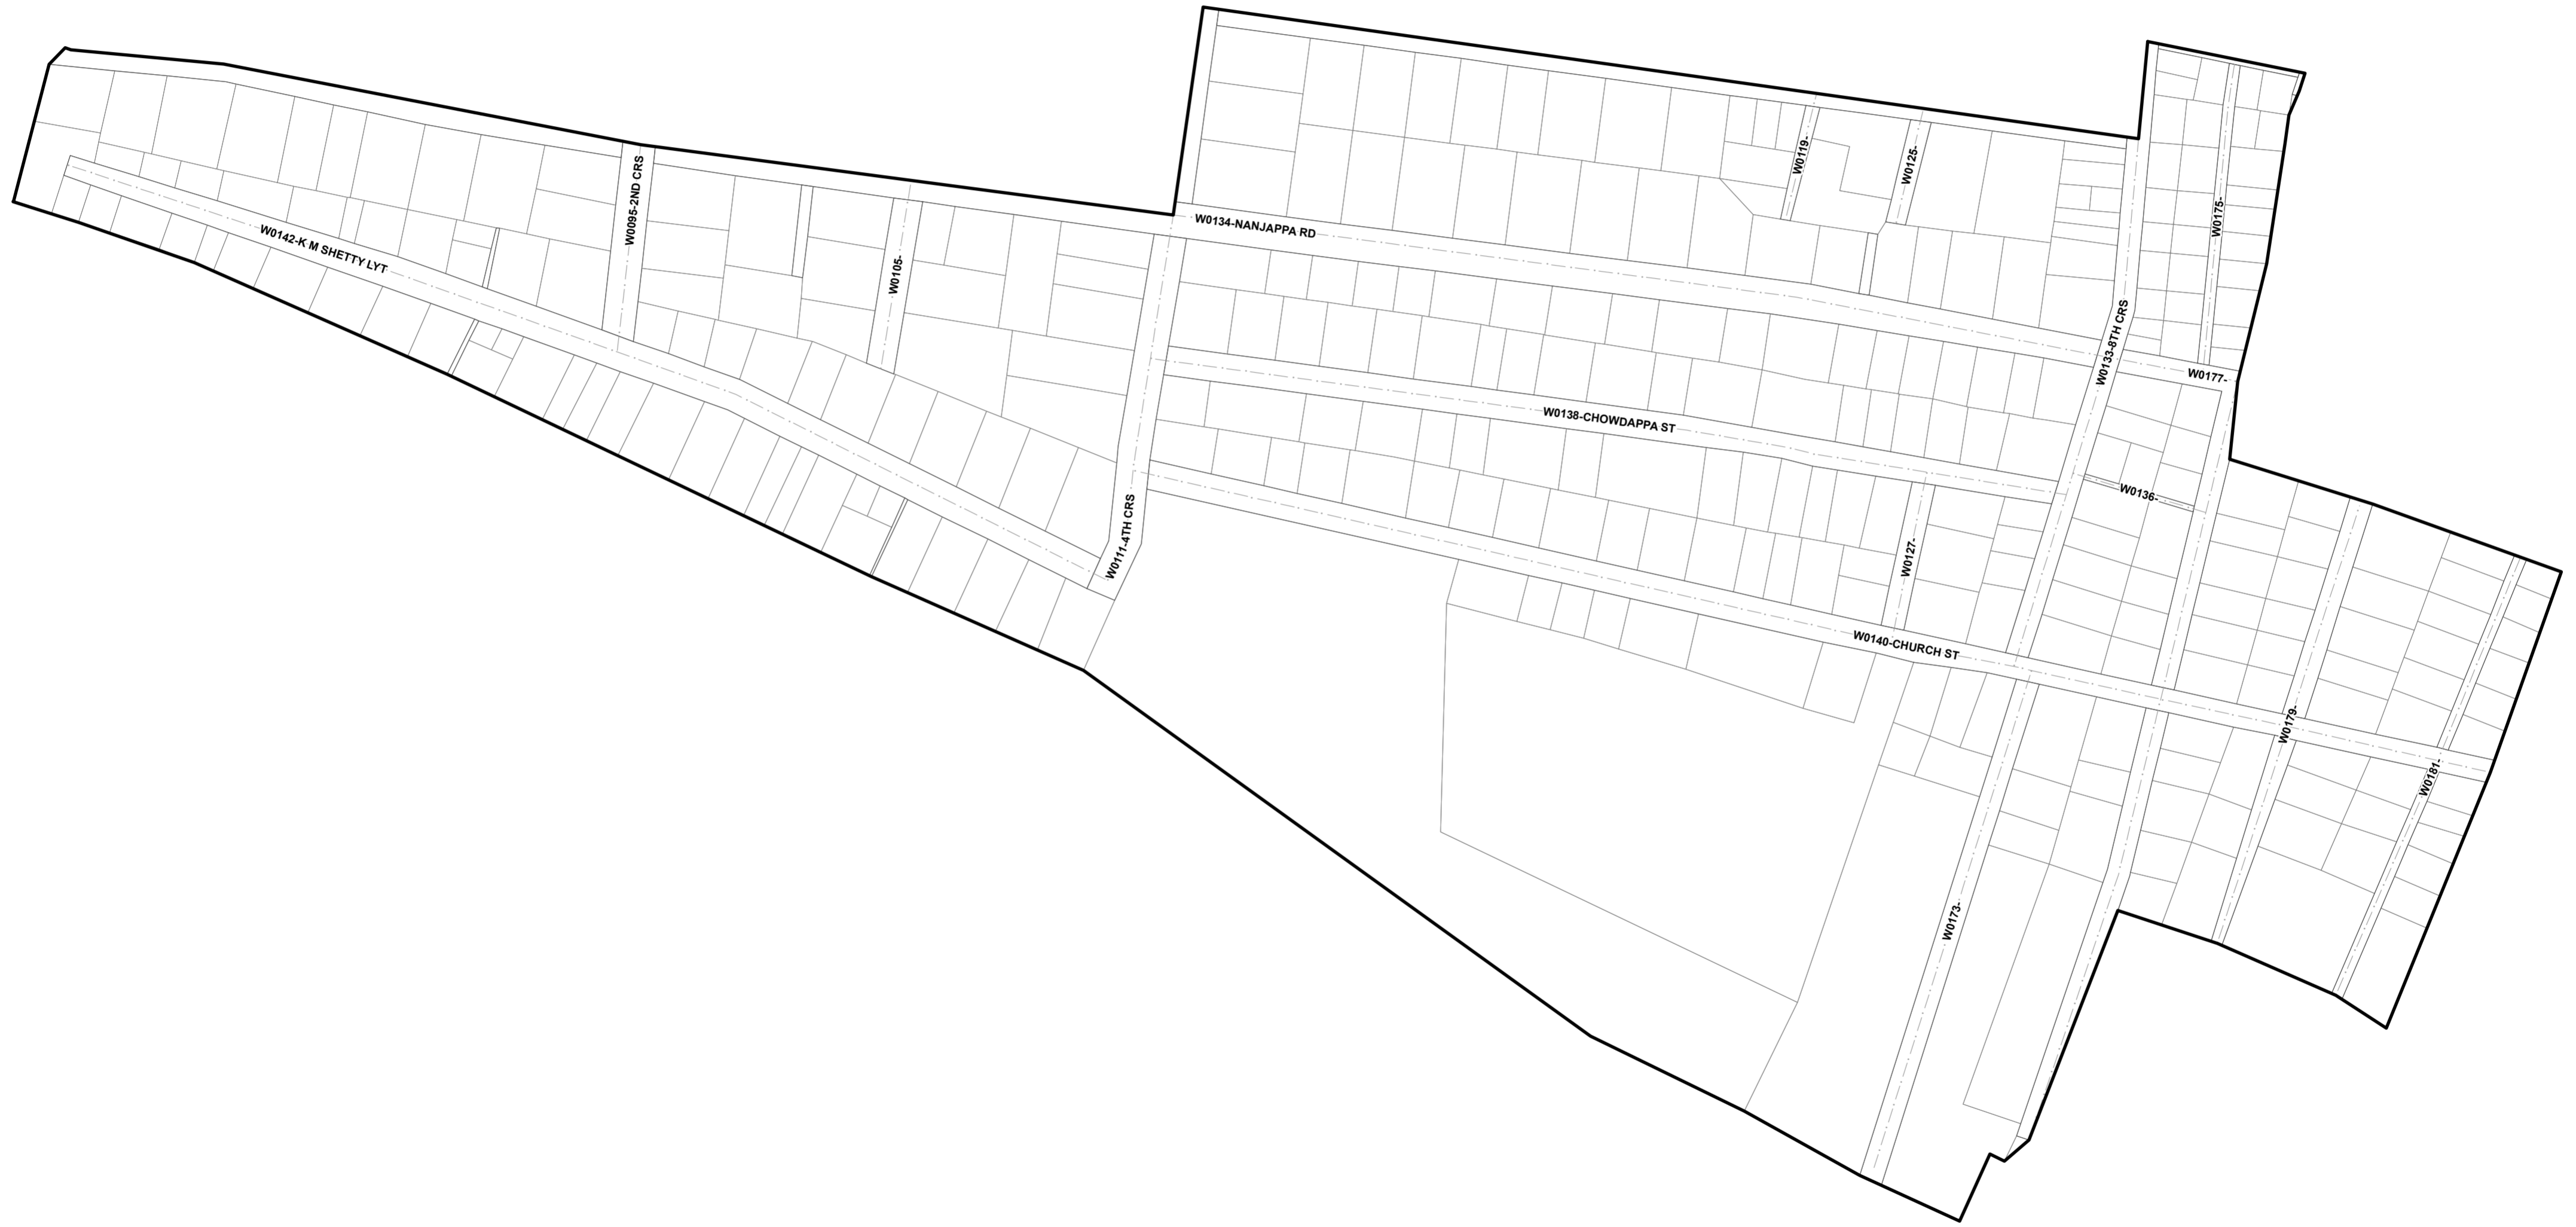 W0119-
W0125-
W0095-2ND CRS
W0175-
W0134-NANJAPPA RD
W0142-K M SHETTY LYT
W0105-
W0133-8TH CRS
W0177-
W0138-CHOWDAPPA ST
W0136-
W0111-4TH CRS
W0127-
W0140-CHURCH ST
W0179-
W0181-
W0173-